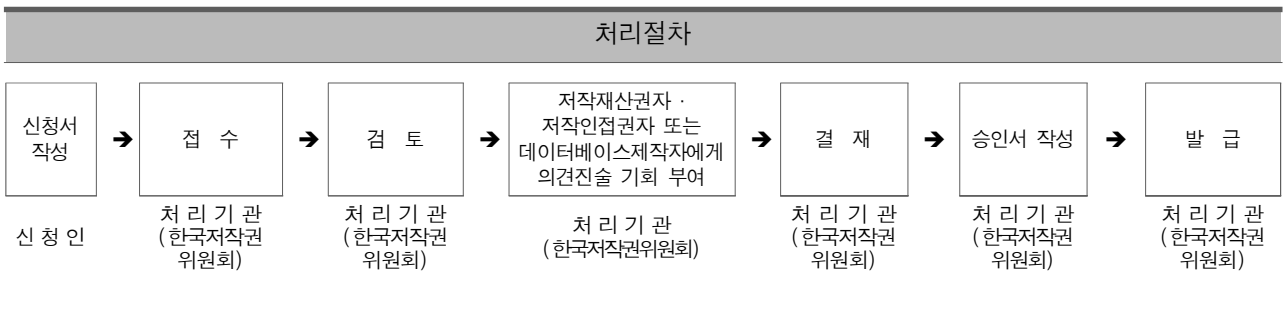 처리절차
신청서
작성
➔
접 수
➔
검 토
➔
저작재산권자 ·
저작인접권자 또는
데이터베이스제작자에게
의견진술 기회 부여
➔
결 재
➔
승인서 작성
➔
발 급
신 청 인
처 리 기 관
( 한국저작권
위원회)
처 리 기 관
( 한국저작권
위원회)
처 리 기 관
( 한국저작권위원회)
처 리 기 관
( 한국저작권
위원회)
처 리 기 관
( 한국저작권
위원회)
처 리 기 관
( 한국저작권
위원회)